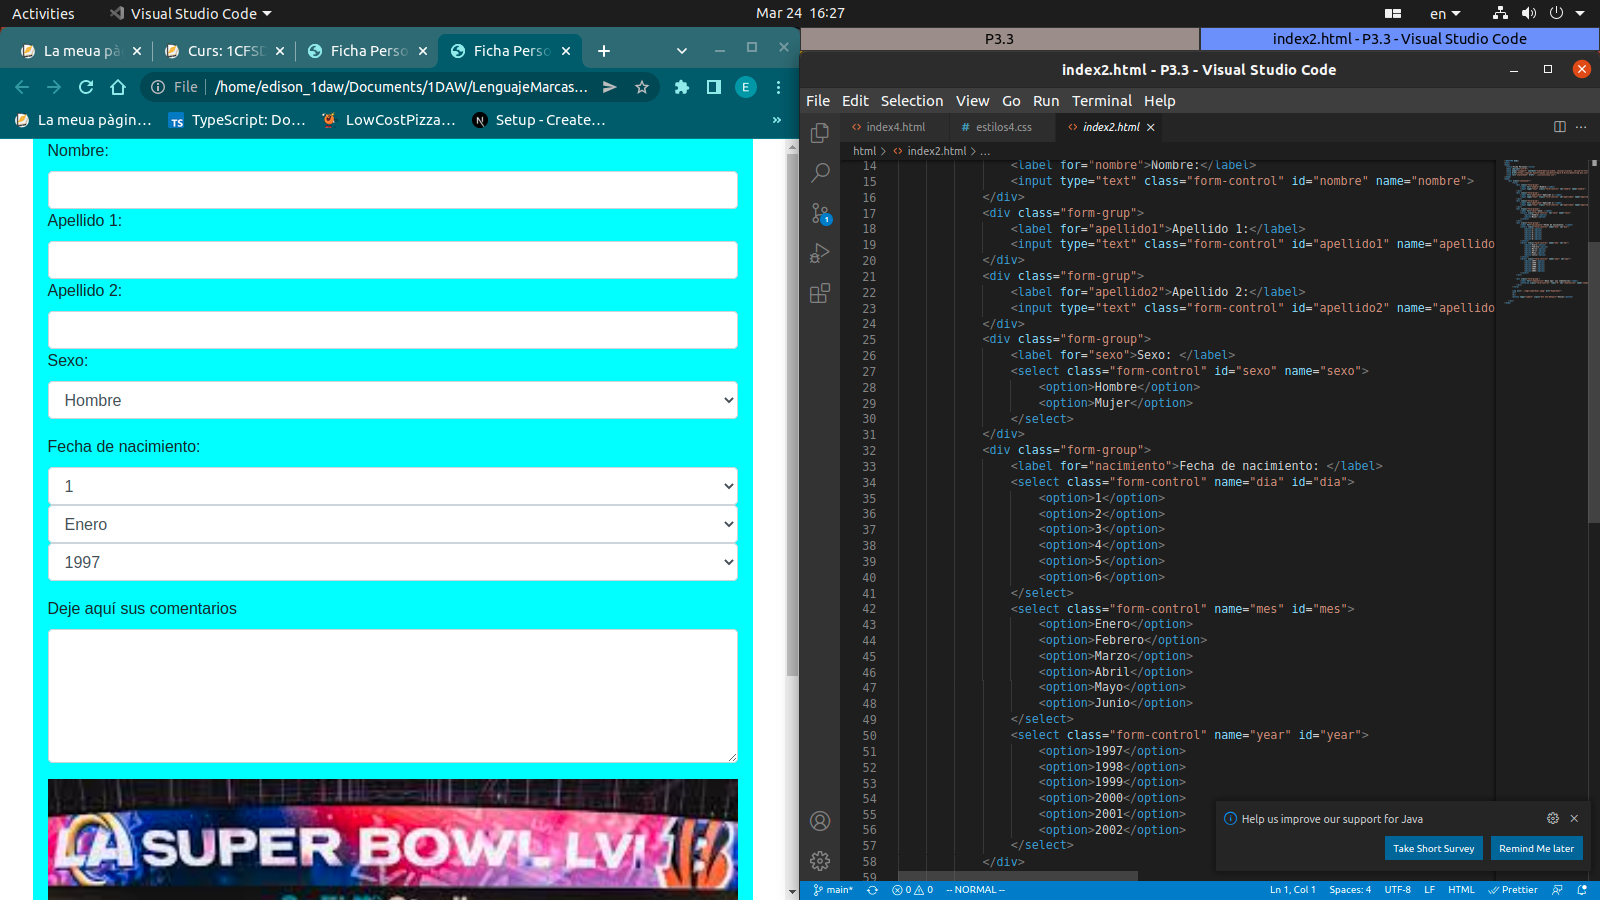 Activities
Visual Studio Code
Mar 24 16:27
en
La meua pà
Curs: 1CFSD
Ficha Perso
Ficha Perso
File
/home/edison_1daw/Documents/1DAW/LenguajeMarcas...
E
La meua pàgin...
TypeScript: Do...
LowCostPizza...
Setup - Create...
»
Nombre:
Apellido 1:
Apellido 2:
Sexo:
Hombre
Fecha de nacimiento:
1
Enero
1997
Deje aquí sus comentarios
LA SUPER BOWL LVI
P3.3
index2.html - P3.3 - Visual Studio Code
index2.html - P3.3 - Visual Studio Code
File Edit Selection View Go Run Terminal Help
index4.html
# estilos4.css
index2.html
html > index2.html > ...
14 <label for="nombre">Nombre:</label>
15 <input type="text" class="form-control" id="nombre" name="nombre">
16 </div>
17 <div class="form-grup">
18 <label for="apellido1">Apellido 1:</label>
19 <input type="text" class="form-control" id="apellido1" name="apellido
20 </div>
21 <div class="form-grup">
22 <label for="apellido2">Apellido 2:</label>
23 <input type="text" class="form-control" id="apellido2" name="apellido
24 </div>
25 <div class="form-group">
26 <label for="sexo">Sexo: </label>
27 <select class="form-control" id="sexo" name="sexo">
28 <option>Hombre</option>
29 <option>Mujer</option>
30 </select>
31 </div>
32 <div class="form-group">
33 <label for="nacimiento">Fecha de nacimiento: </label>
34 <select class="form-control" name="dia" id="dia">
35 <option>1</option>
36 <option>2</option>
37 <option>3</option>
38 <option>4</option>
39 <option>5</option>
40 <option>6</option>
41 </select>
42 <select class="form-control" name="mes" id="mes">
43 <option>Enero</option>
44 <option>Febrero</option>
45 <option>Marzo</option>
46 <option>Abril</option>
47 <option>Mayo</option>
48 <option>Junio</option>
49 </select>
50 <select class="form-control" name="year" id="year">
51 <option>1997</option>
52 <option>1998</option>
53 <option>1999</option>
54 <option>2000</option>
55 <option>2001</option>
56 <option>2002</option>
57 </select>
58 </div>
59
1
Help us improve our support for Java
Take Short Survey
Remind Me later
main*
0 0
-- NORMAL --
Ln 1, Col 1
Spaces: 4
UTF-8
LF
HTML
Prettier